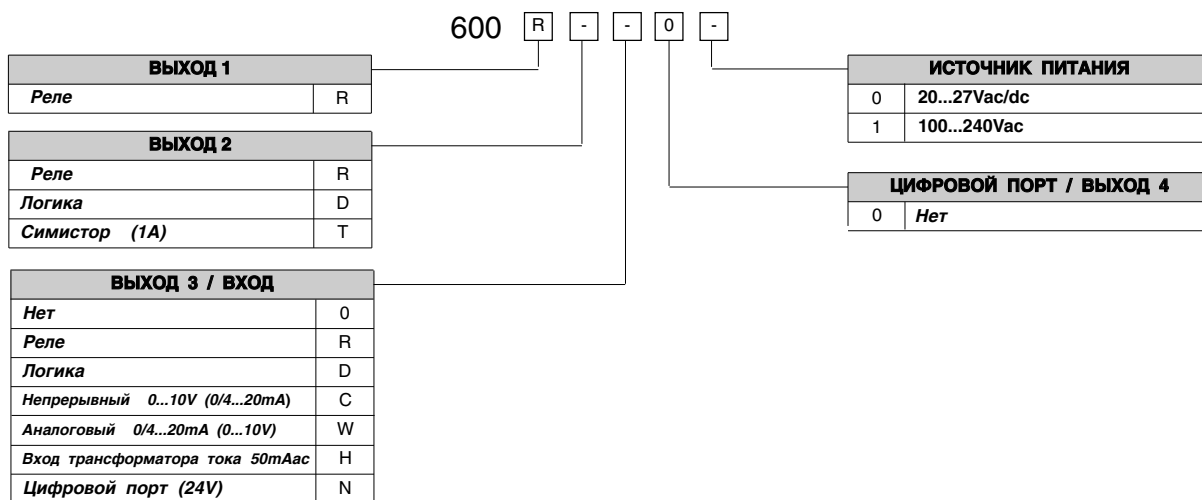 600 R - - 0 -
ВЫХОД 1
Реле R
ВЫХОД 2
Реле R
Логика D
Симистор (1A) T
ВЫХОД 3 / ВХОД
Нет 0
Реле R
Логика D
Непрерывный 0...10V (0/4...20mA) C
Аналоговый 0/4...20mA (0...10V) W
Вход трансформатора тока 50mAac H
Цифровой порт (24V) N
ИСТОЧНИК ПИТАНИЯ
0 20...27Vac/dc
1 100...240Vac
ЦИФРОВОЙ ПОРТ / ВЫХОД 4
0 Нет